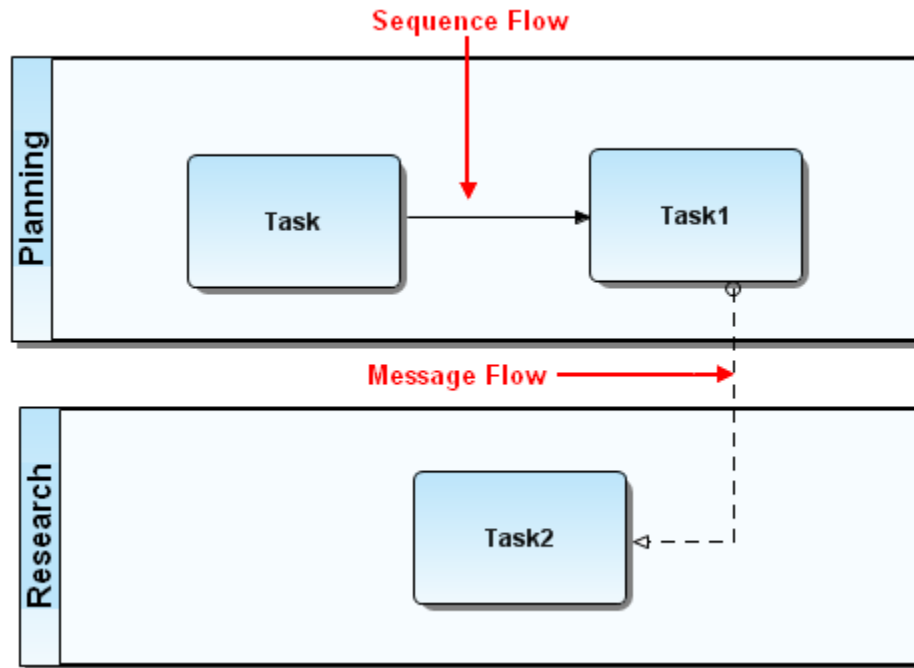 Sequence Flow
Planning
Task
Task1
Message Flow
Research
Task2